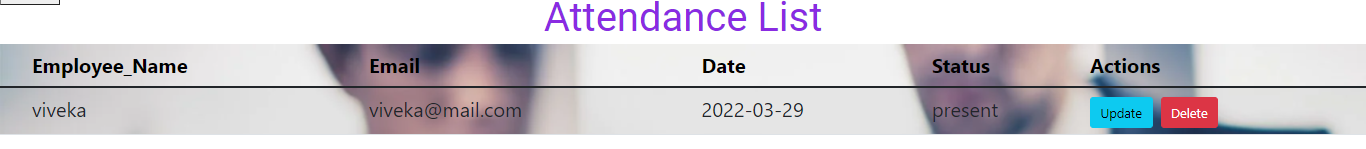 Attendance List
Employee_Name Email Date Status Actions
viveka viveka@mail.com 2022-03-29 present Update Delete